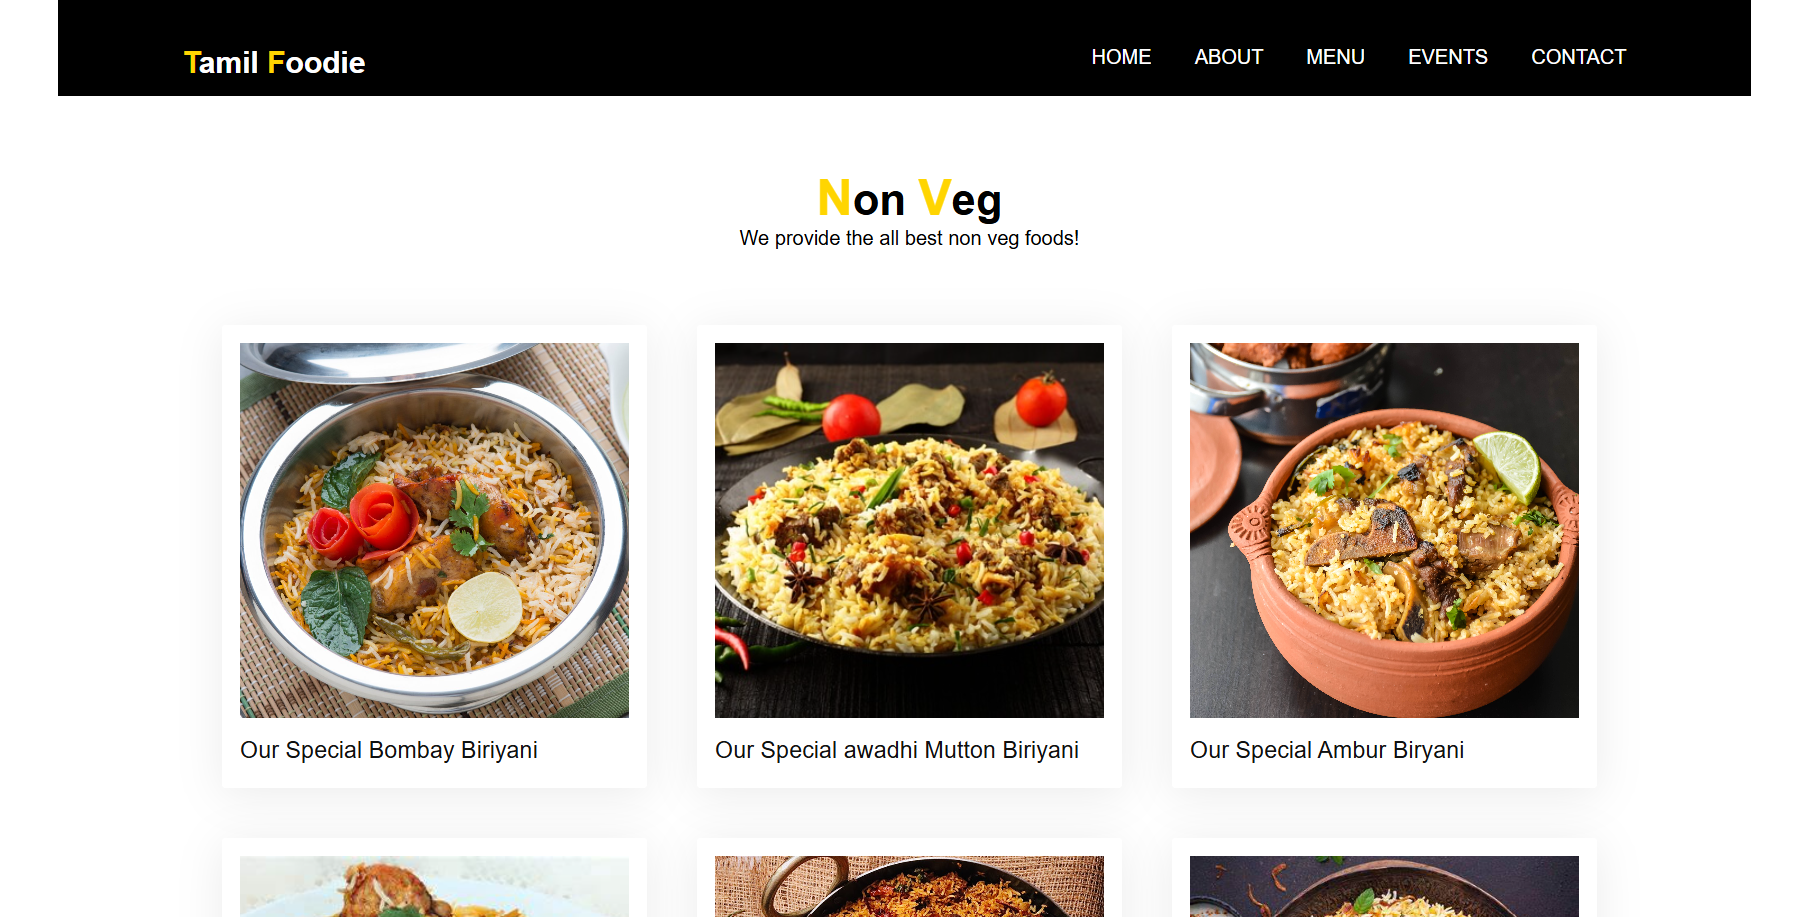 Tamil Foodie
HOME ABOUT MENU EVENTS CONTACT
Non Veg
We provide the all best non veg foods!
Our Special Bombay Biriyani
Our Special awadhi Mutton Biriyani
Our Special Ambur Biryani